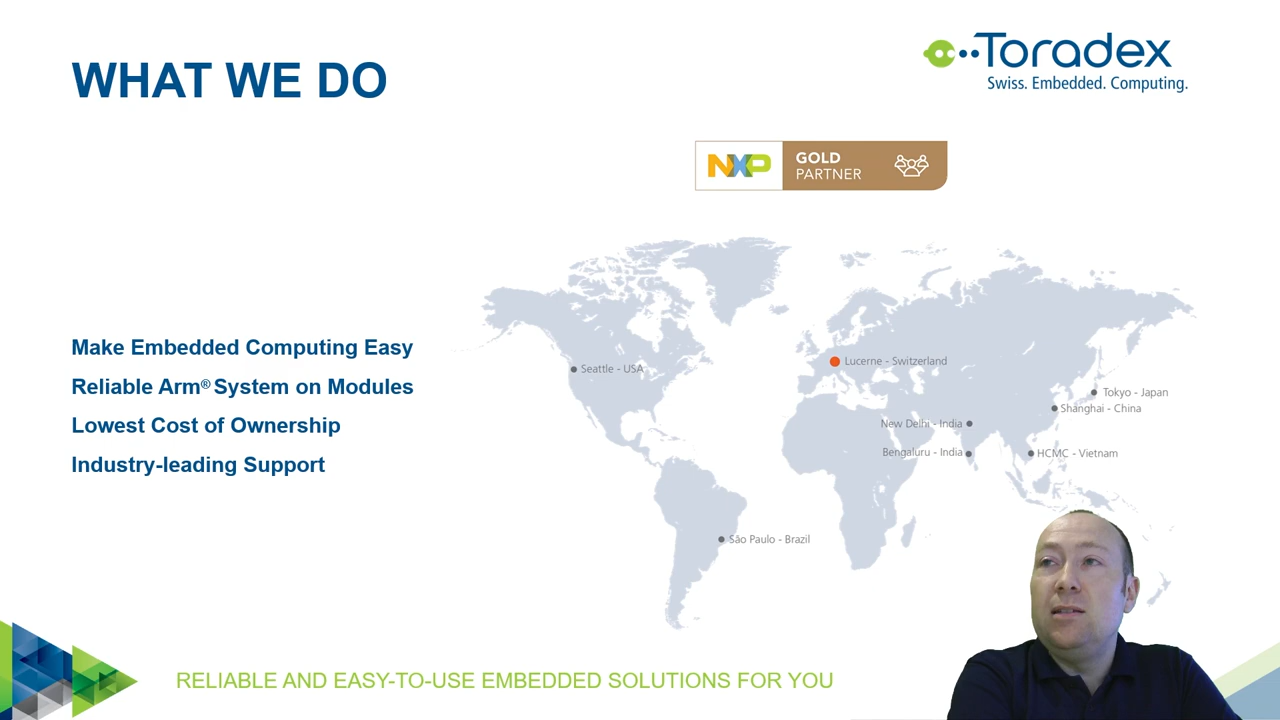 WHAT WE DO
Toradex
Swiss. Embedded. Computing.
NXP
GOLD
PARTNER
Make Embedded Computing Easy
Reliable Arm® System on Modules
Lowest Cost of Ownership
Industry-leading Support
Seattle - USA
Lucerne - Switzerland
Tokyo - Japan
Shanghai - China
New Delhi - India
Bengaluru - India
HCMC - Vietnam
São Paulo - Brazil
RELIABLE AND EASY-TO-USE EMBEDDED SOLUTIONS FOR YOU